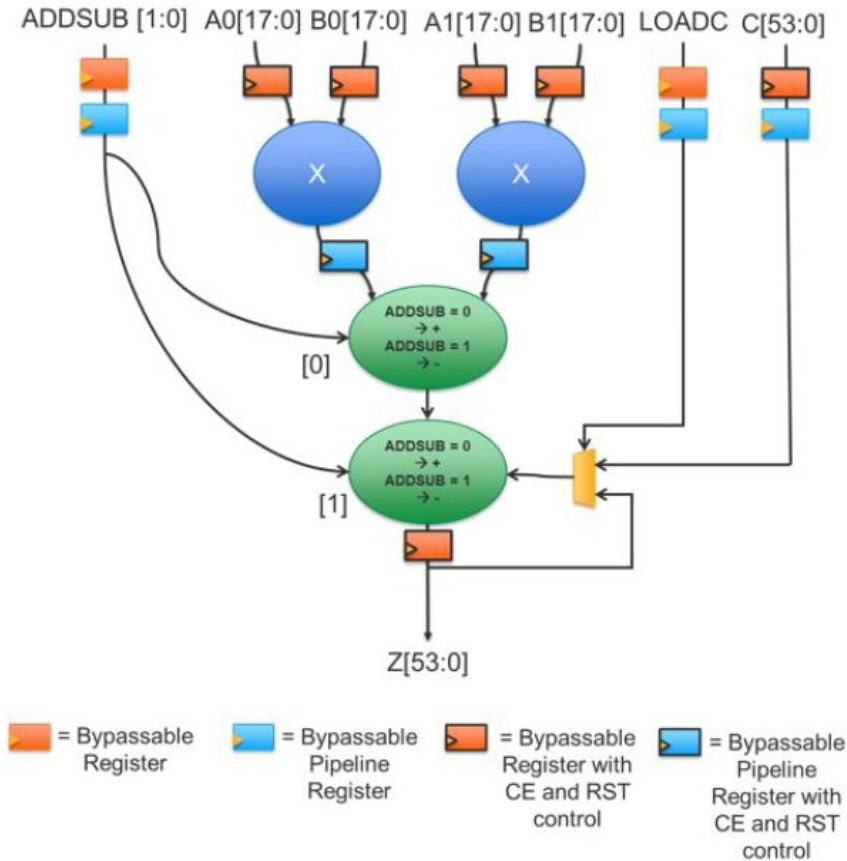 ADDSUB [1:0] A0[17:0] B0[17:0] A1[17:0] B1[17:0] LOADC C[53:0]
X X
ADDSUB = 0
→ +
ADDSUB = 1
→ -
[0]
ADDSUB = 0
→ +
ADDSUB = 1
→ -
[1]
Z[53:0]
= Bypassable
Register
= Bypassable
Pipeline
Register
= Bypassable
Register with
CE and RST
control
= Bypassable
Pipeline
Register with
CE and RST
control